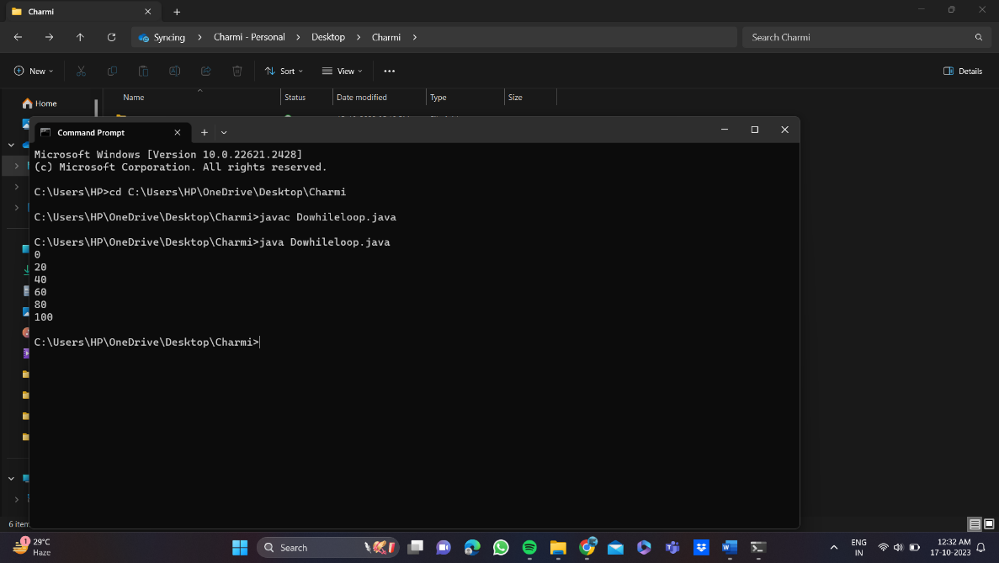 Charmi
Syncing
Charmi - Personal
Desktop
Charmi
Search Charmi
New
Sort
View
Details
Name
Status
Date modified
Type
Size
Home
Command Prompt
Microsoft Windows [Version 10.0.22621.2428]
(c) Microsoft Corporation. All rights reserved.
C:\Users\HP>cd C:\Users\HP\OneDrive\Desktop\Charmi
C:\Users\HP\OneDrive\Desktop\Charmi>javac Dowhileloop.java
C:\Users\HP\OneDrive\Desktop\Charmi>java Dowhileloop.java
0
20
40
60
80
100
C:\Users\HP\OneDrive\Desktop\Charmi>
1
29°C
Haze
Search
ENG
IN
12:32 AM
17-10-2023